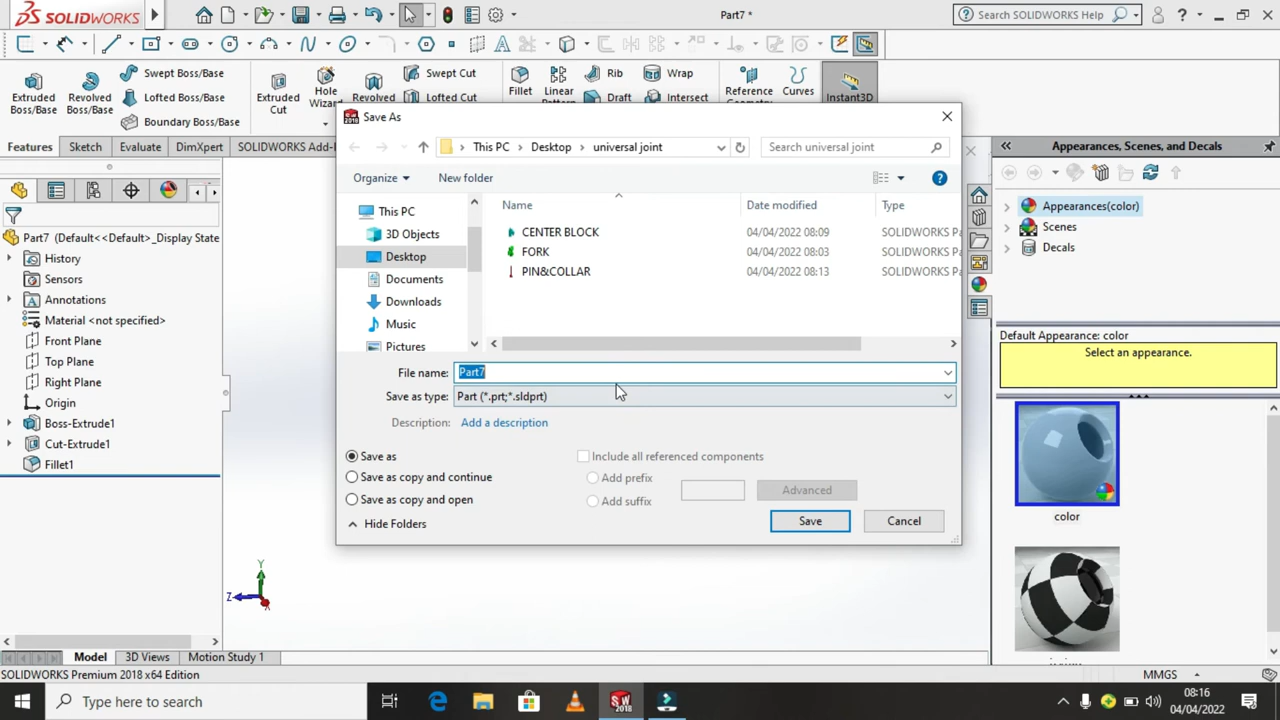 SOLIDWORKS
Part7 *
Search SOLIDWORKS Help
Extruded Boss/Base
Revolved Boss/Base
Swept Boss/Base
Lofted Boss/Base
Boundary Boss/Base
Extruded Cut
Hole Wizard
Revolved
Swept Cut
Lofted Cut
Fillet
Linear
Rib
Draft
Wrap
Intersect
Reference
Curves
Instant3D
Features
Sketch
Evaluate
DimXpert
SOLIDWORKS Add-
Part7 (Default<<Default>_Display State
History
Sensors
Annotations
Material <not specified>
Front Plane
Top Plane
Right Plane
Origin
Boss-Extrude1
Cut-Extrude1
Fillet1
Save As
This PC
Desktop
universal joint
Search universal joint
Organize
New folder
This PC
3D Objects
Desktop
Documents
Downloads
Music
Pictures
Name
Date modified
Type
CENTER BLOCK
04/04/2022 08:09
SOLIDWORKS Pa
FORK
04/04/2022 08:03
SOLIDWORKS Pa
PIN&COLLAR
04/04/2022 08:13
SOLIDWORKS Pa
File name:
Part7
Save as type:
Part (*.prt;*.sldprt)
Description:
Add a description
Save as
Include all referenced components
Save as copy and continue
Add prefix
Advanced
Save as copy and open
Add suffix
Hide Folders
Save
Cancel
Appearances, Scenes, and Decals
Appearances(color)
Scenes
Decals
Default Appearance: color
Select an appearance.
color
Y
Z
Model
3D Views
Motion Study 1
SOLIDWORKS Premium 2018 x64 Edition
MMGS
Type here to search
SW
2018
08:16
04/04/2022